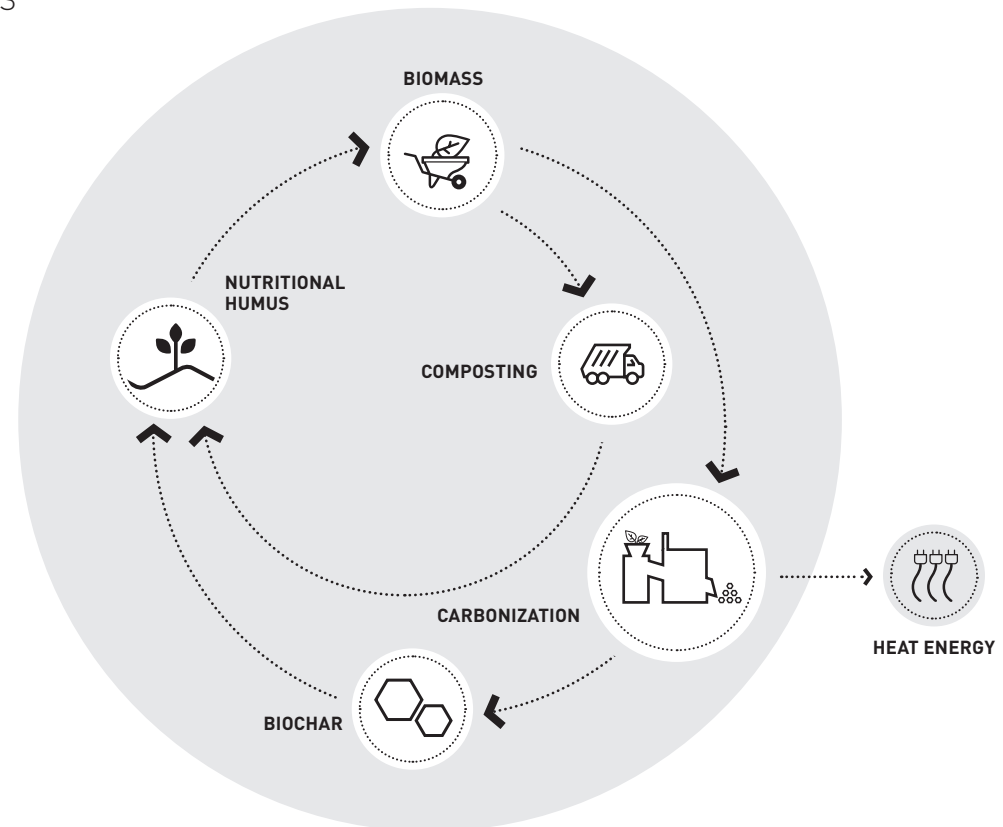 BIOMASS
NUTRITIONAL
HUMUS
COMPOSTING
CARBONIZATION
HEAT ENERGY
BIOCHAR